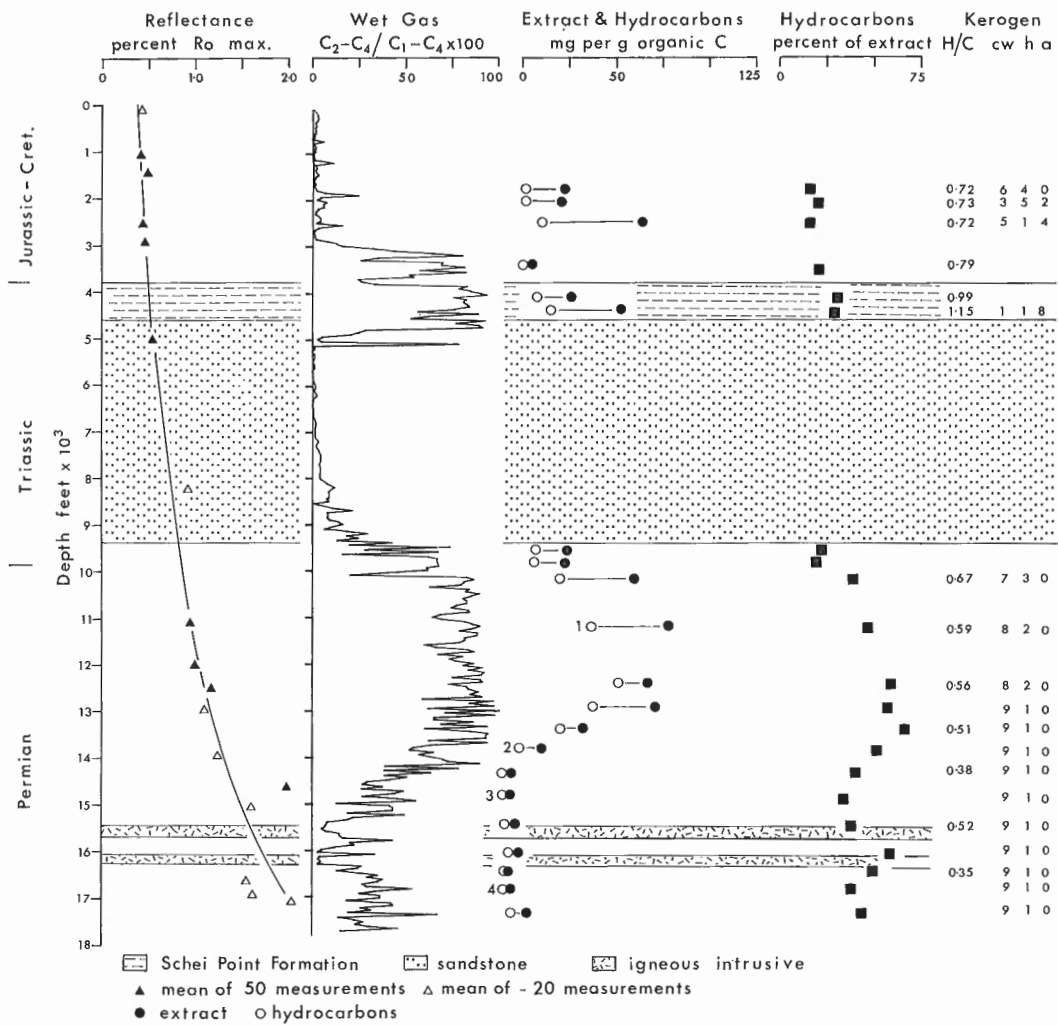 Reflectance Wet Gas Extract & Hydrocarbons Hydrocarbons Kerogen
percent Ro max. C2–C4/ C1–C4 x100 mg per g organic C percent of extract H/C cw h a
1·0 2·0 0 50 100 0 50 125 0 75
Jurassic – Cret.
Triassic
Permian
Depth feet x 10³
0
1
2
3
4
5
6
7
8
9
10
11
12
13
14
15
16
17
18
0·72 6 4 0
0·73 3 5 2
0·72 5 1 4
0·79
0·99
1·15 1 1 8
0·67 7 3 0
1 0·59 8 2 0
0·56 8 2 0
9 1 0
0·51 9 1 0
2 9 1 0
0·38 9 1 0
3 9 1 0
0·52 9 1 0
9 1 0
0·35 9 1 0
4 9 1 0
9 1 0
Schei Point Formation sandstone igneous intrusive
mean of 50 measurements mean of - 20 measurements
extract hydrocarbons